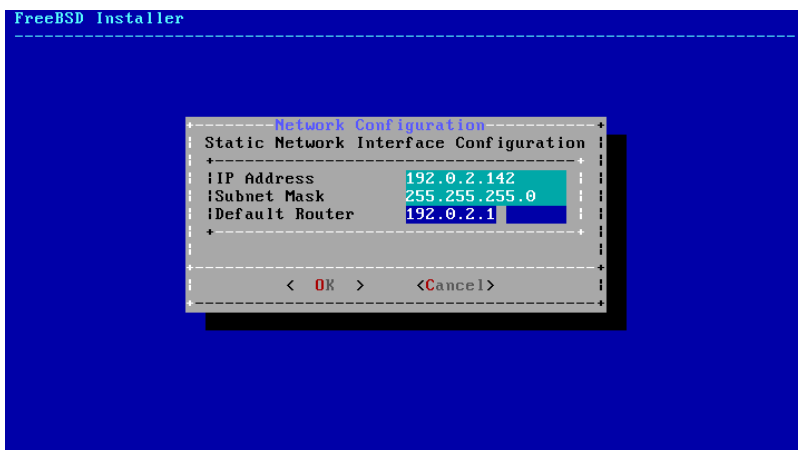 FreeBSD Installer
Network Configuration
Static Network Interface Configuration
IP Address 192.0.2.142
Subnet Mask 255.255.255.0
Default Router 192.0.2.1
< OK > <Cancel>